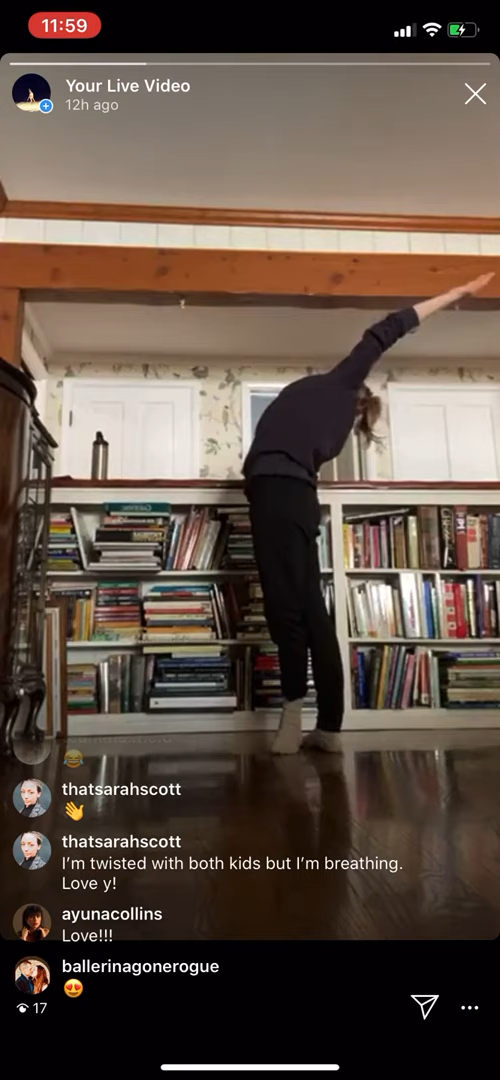 11:59
Your Live Video
12h ago
thatsarahscott
thatsarahscott
I'm twisted with both kids but I'm breathing.
Love y!
ayunacollins
Love!!!
ballerinagonerogue
17